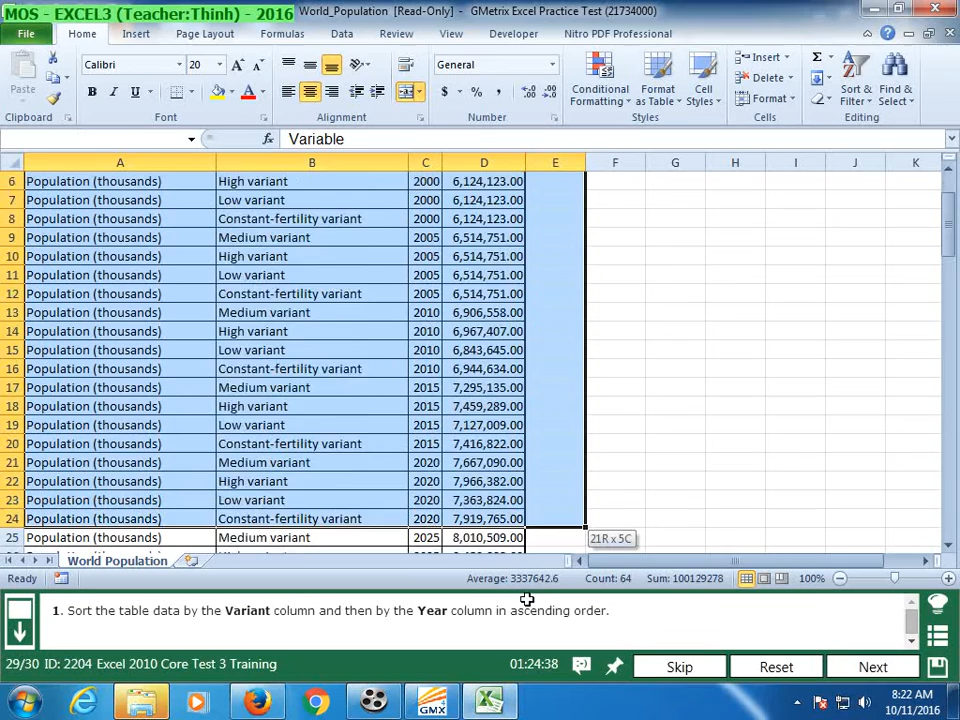 MOS - EXCEL3 (Teacher:Thinh) - 2016
World_Population [Read-Only] - GMetrix Excel Practice Test (21734000)
File Home Insert Page Layout Formulas Data Review View Developer Nitro PDF Professional
Paste
Calibri 20
General
Conditional Formatting
Format as Table
Cell Styles
Insert
Delete
Format
Sort & Filter
Find & Select
Clipboard Font Alignment Number Styles Cells Editing
fx Variable
A B C D E F G H I J K
6 Population (thousands) High variant 2000 6,124,123.00
7 Population (thousands) Low variant 2000 6,124,123.00
8 Population (thousands) Constant-fertility variant 2000 6,124,123.00
9 Population (thousands) Medium variant 2005 6,514,751.00
10 Population (thousands) High variant 2005 6,514,751.00
11 Population (thousands) Low variant 2005 6,514,751.00
12 Population (thousands) Constant-fertility variant 2005 6,514,751.00
13 Population (thousands) Medium variant 2010 6,906,558.00
14 Population (thousands) High variant 2010 6,967,407.00
15 Population (thousands) Low variant 2010 6,843,645.00
16 Population (thousands) Constant-fertility variant 2010 6,944,634.00
17 Population (thousands) Medium variant 2015 7,295,135.00
18 Population (thousands) High variant 2015 7,459,289.00
19 Population (thousands) Low variant 2015 7,127,009.00
20 Population (thousands) Constant-fertility variant 2015 7,416,822.00
21 Population (thousands) Medium variant 2020 7,667,090.00
22 Population (thousands) High variant 2020 7,966,382.00
23 Population (thousands) Low variant 2020 7,363,824.00
24 Population (thousands) Constant-fertility variant 2020 7,919,765.00
25 Population (thousands) Medium variant 2025 8,010,509.00
21R x 5C
World Population
Ready Average: 3337642.6 Count: 64 Sum: 100129278 100%
1. Sort the table data by the Variant column and then by the Year column in ascending order.
29/30 ID: 2204 Excel 2010 Core Test 3 Training 01:24:38 Skip Reset Next
GMX
8:22 AM
10/11/2016